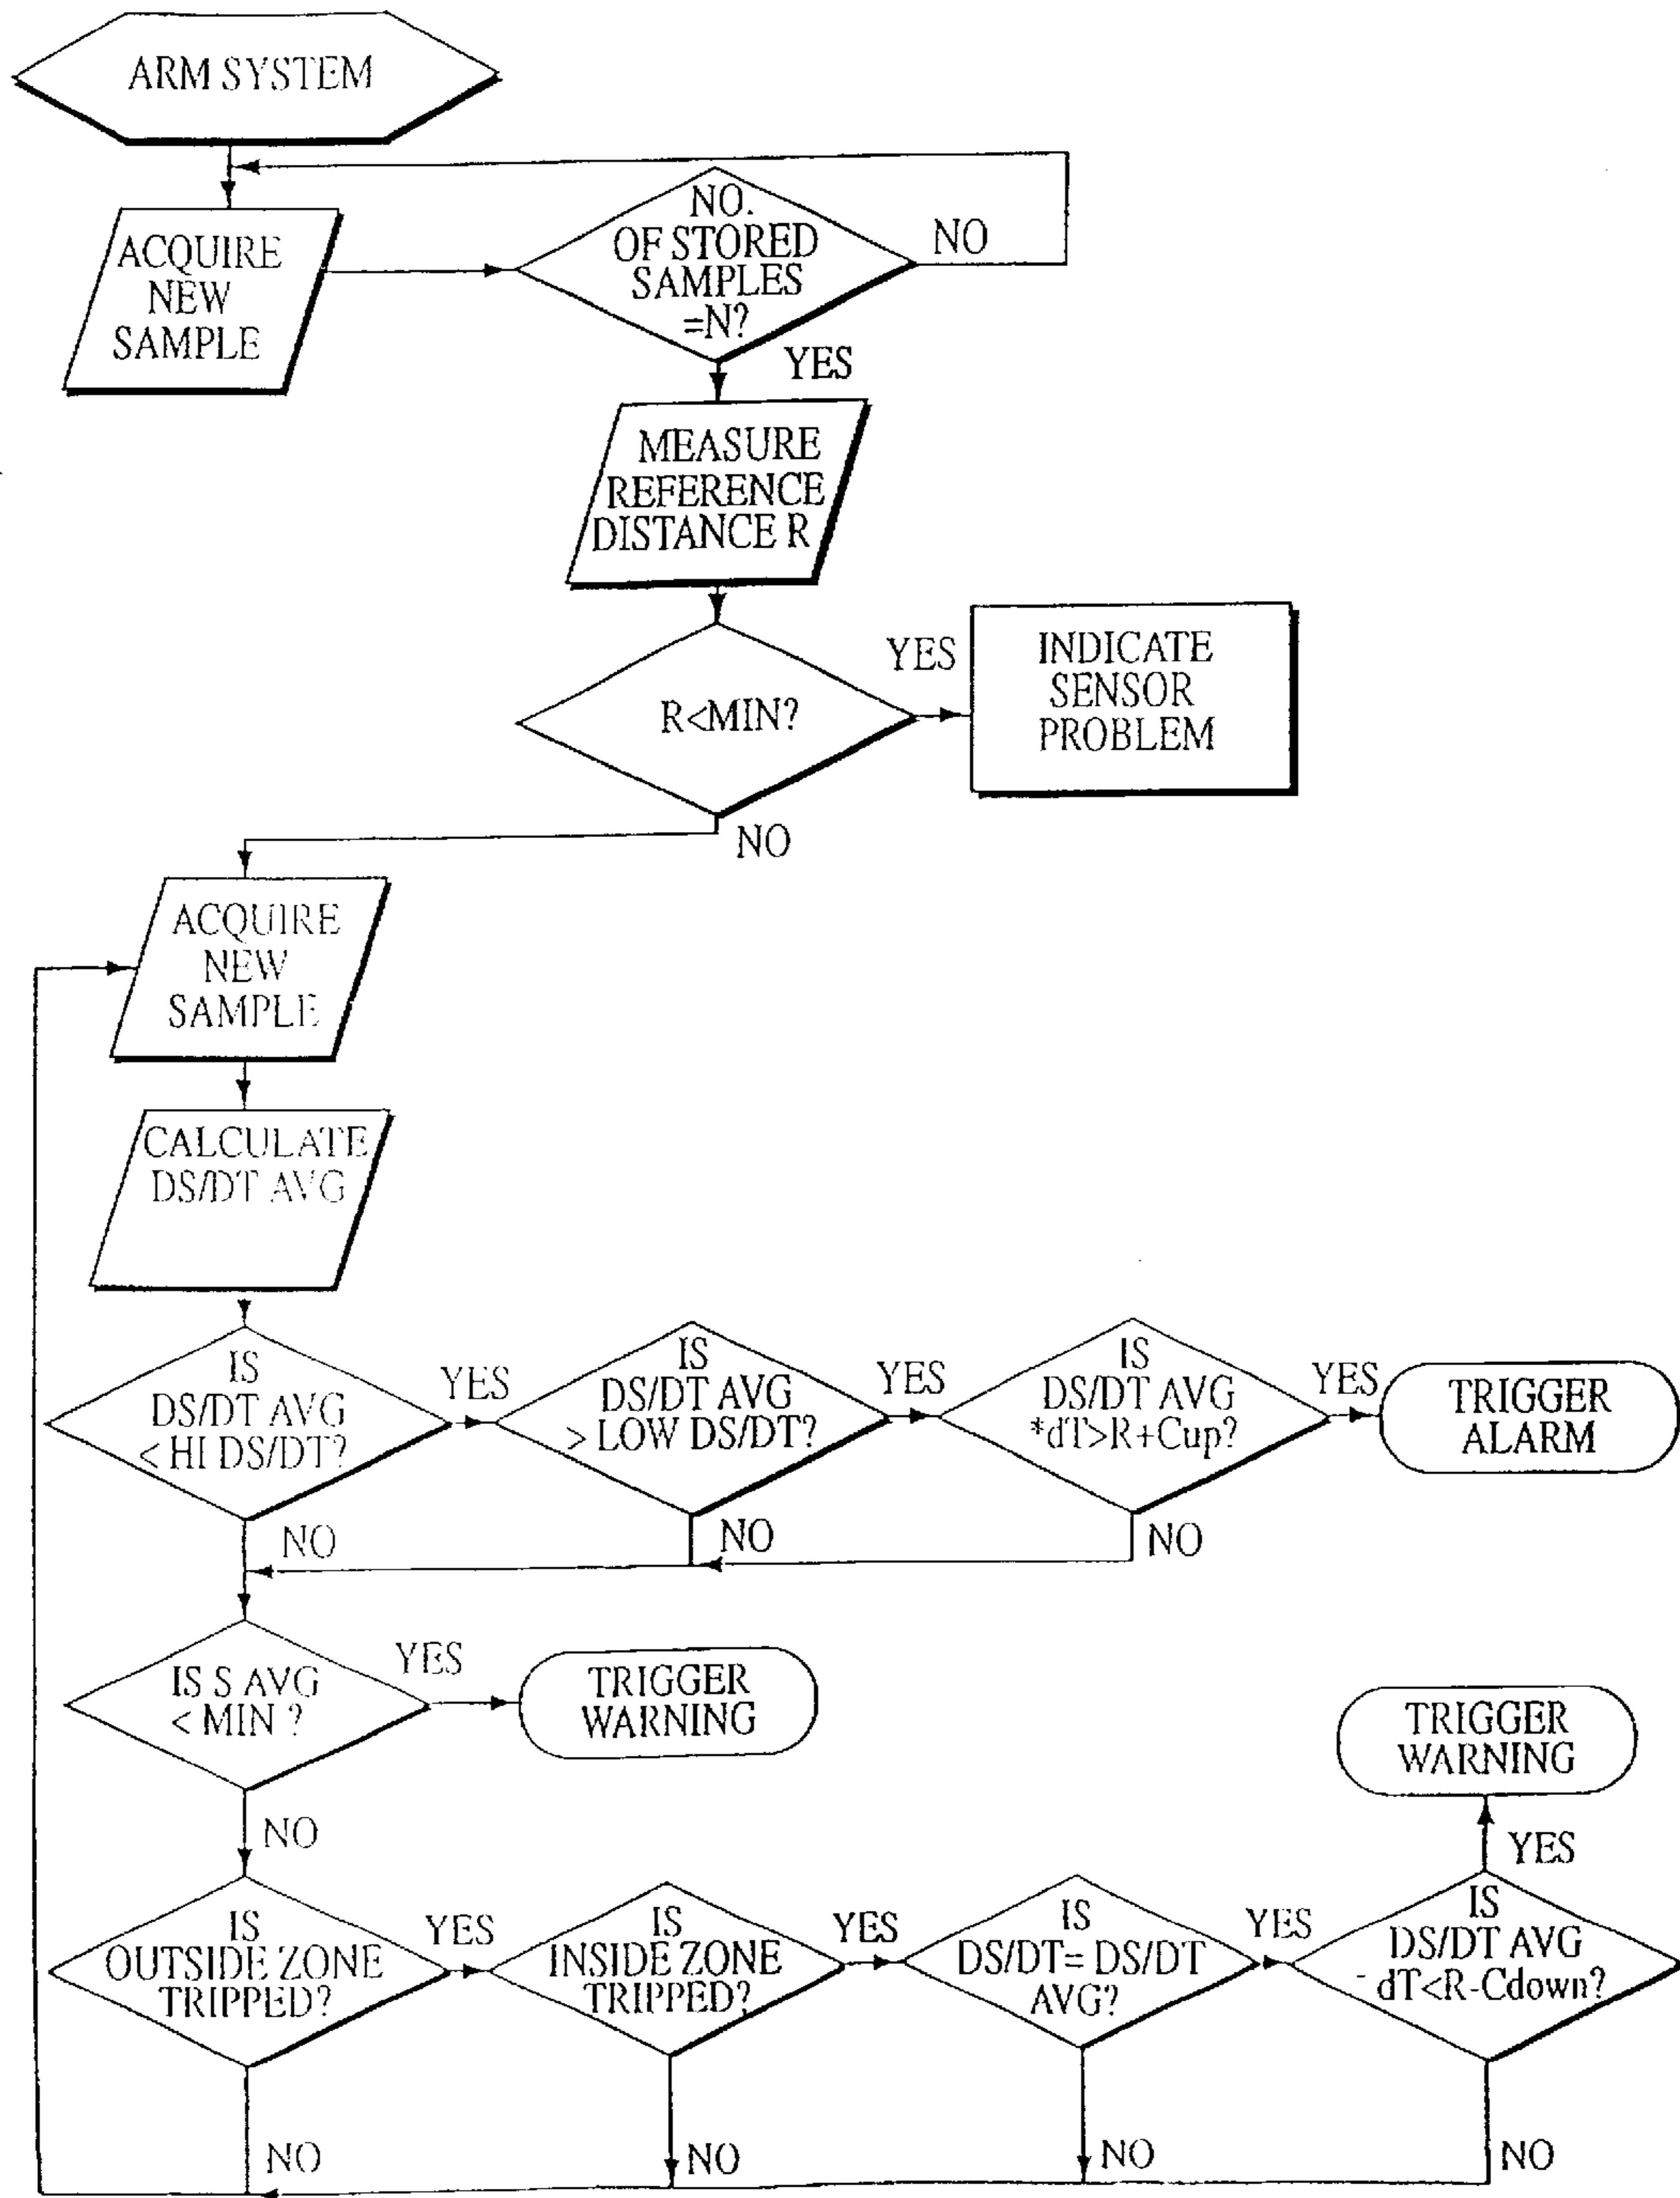 ARM SYSTEM
ACQUIRE
NEW
SAMPLE
NO.
OF STORED
SAMPLES
=N?
NO
YES
MEASURE
REFERENCE
DISTANCE R
R<MIN?
YES
INDICATE
SENSOR
PROBLEM
NO
ACQUIRE
NEW
SAMPLE
CALCULATE
DS/DT AVG
IS
DS/DT AVG
< HI DS/DT?
YES
IS
DS/DT AVG
> LOW DS/DT?
YES
IS
DS/DT AVG
*dT>R+Cup?
YES
TRIGGER
ALARM
NO
NO
NO
IS S AVG
< MIN ?
YES
TRIGGER
WARNING
TRIGGER
WARNING
NO
YES
IS
OUTSIDE ZONE
TRIPPED?
YES
IS
INSIDE ZONE
TRIPPED?
YES
IS
DS/DT= DS/DT
AVG?
YES
IS
DS/DT AVG
- dT<R-Cdown?
NO
NO
NO
NO